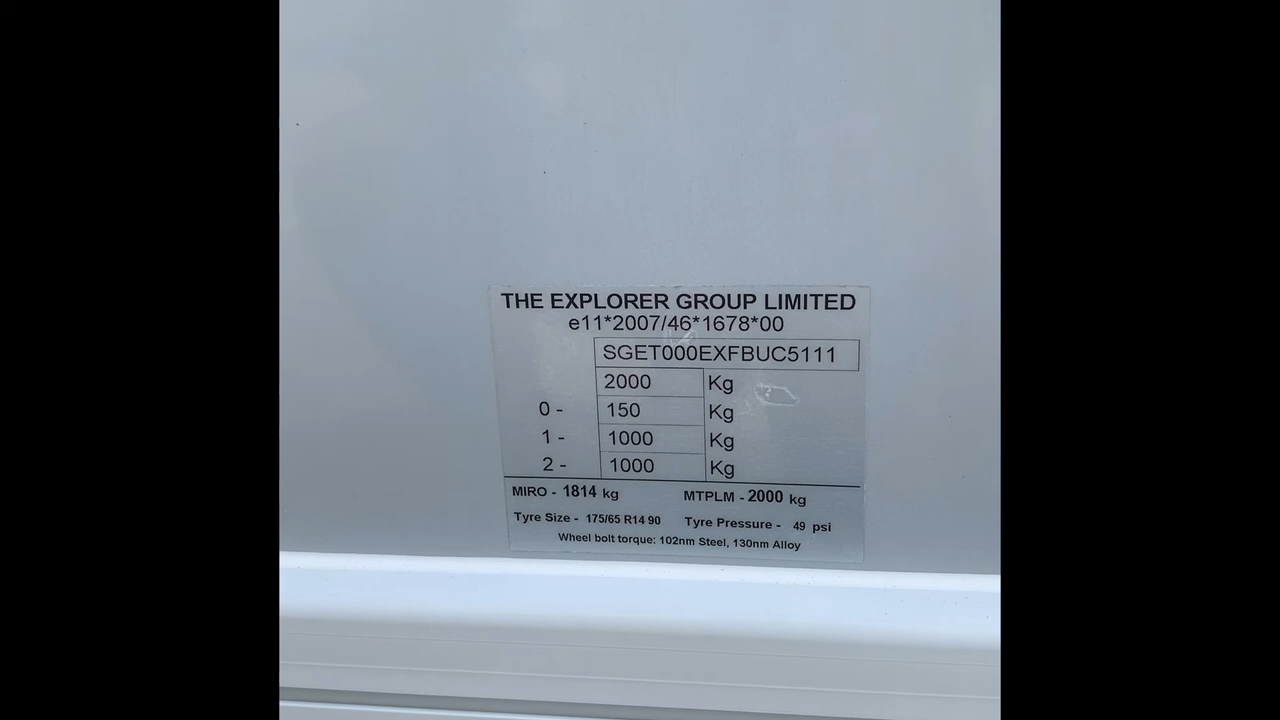 THE EXPLORER GROUP LIMITED
e11*2007/46*1678*00
SGET000EXFBUC5111
2000 Kg
0 - 150 Kg
1 - 1000 Kg
2 - 1000 Kg
MIRO - 1814 kg MTPLM - 2000 kg
Tyre Size - 175/65 R14 90 Tyre Pressure - 49 psi
Wheel bolt torque: 102nm Steel, 130nm Alloy